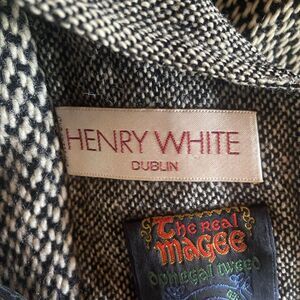 HENRY WHITE
DUBLIN
The Real
Magee
Donegal Tweed